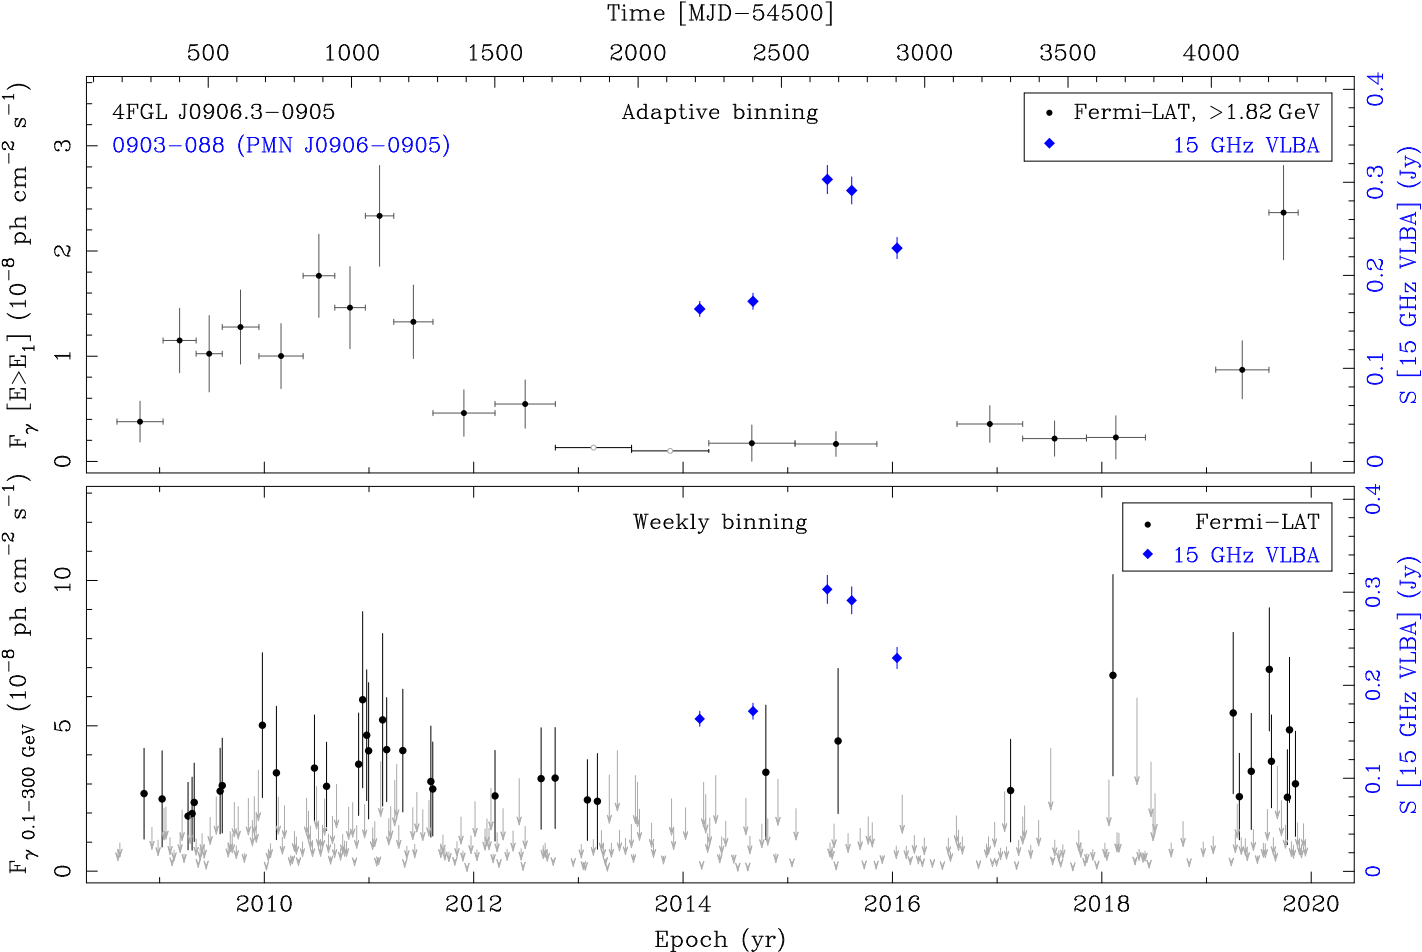 Time [MJD−54500]
500 1000 1500 2000 2500 3000 3500 4000
4FGL J0906.3−0905
0903−088 (PMN J0906−0905)
Adaptive binning
Fermi−LAT, >1.82 GeV
15 GHz VLBA
F_γ [E>E_1] (10^−8 ph cm^−2 s^−1)
3
2
1
0
S [15 GHz VLBA] (Jy)
0.4
0.3
0.2
0.1
0
Weekly binning
Fermi−LAT
15 GHz VLBA
F_γ 0.1−300 GeV (10^−8 ph cm^−2 s^−1)
10
5
0
S [15 GHz VLBA] (Jy)
0.4
0.3
0.2
0.1
0
2010 2012 2014 2016 2018 2020
Epoch (yr)